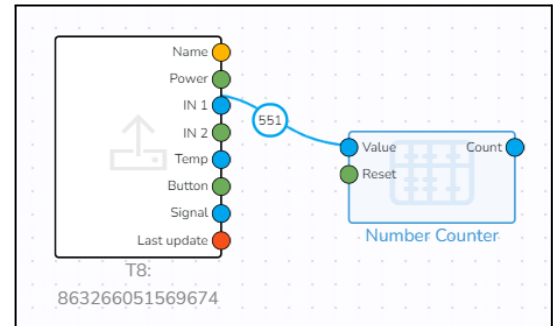 Name
Power
IN 1
IN 2
Temp
Button
Signal
Last update
T8:
863266051569674
551
Value Count
Reset
Number Counter